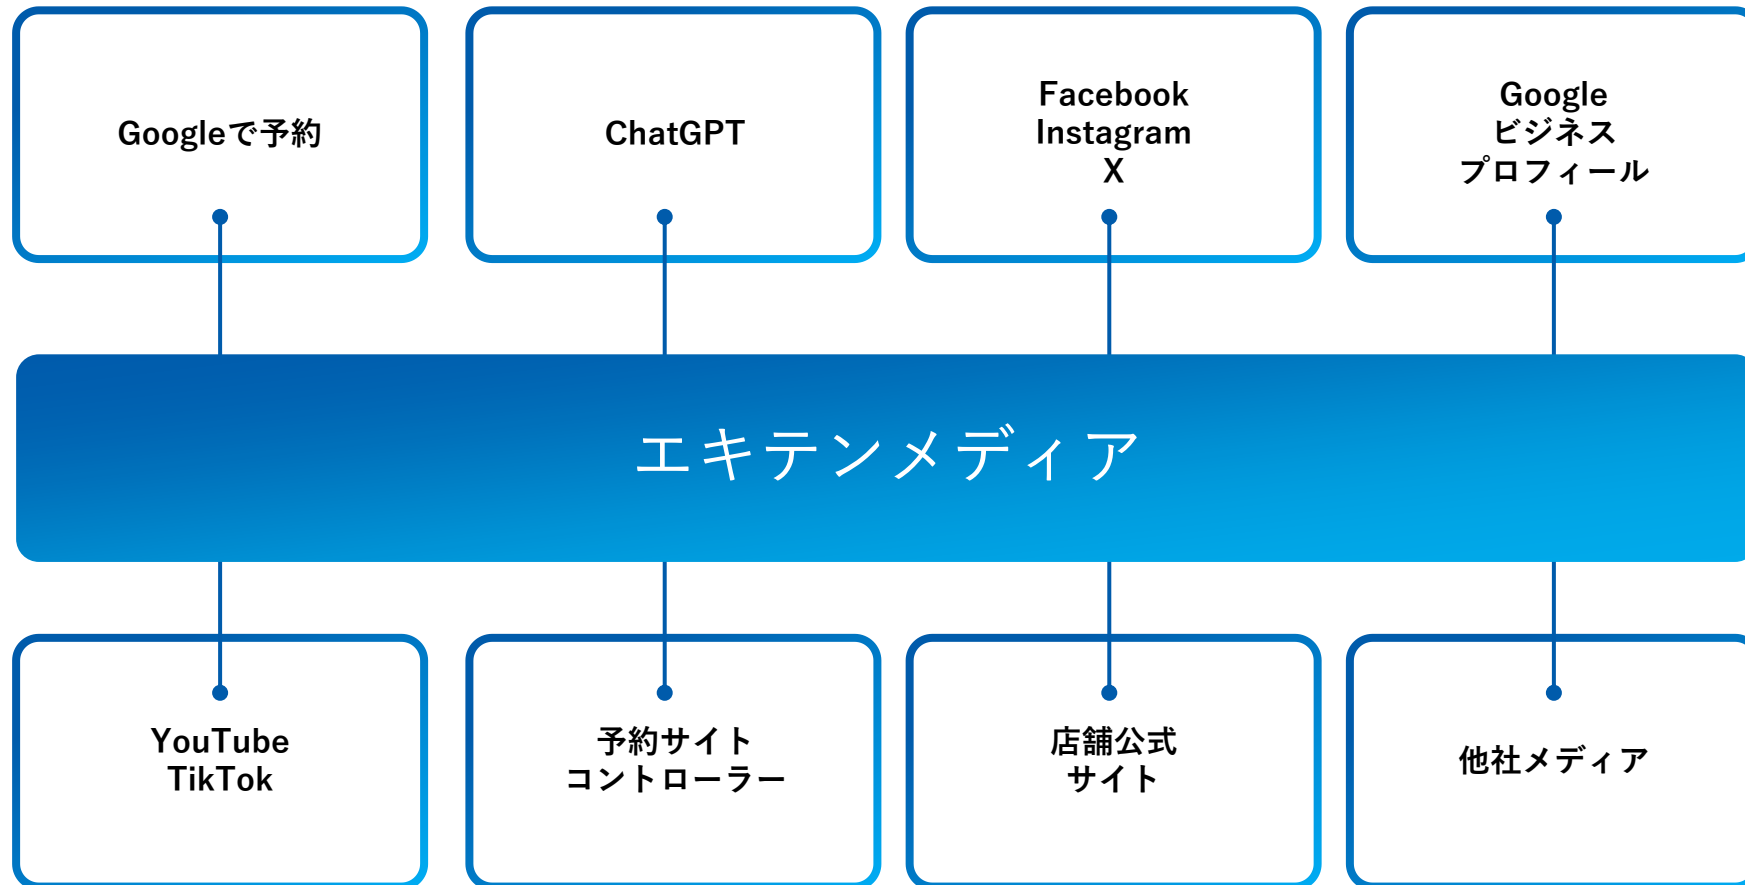 Googleで予約
ChatGPT
Facebook
Instagram
X
Google
ビジネス
プロフィール
エキテンメディア
YouTube
TikTok
予約サイト
コントローラー
店舗公式
サイト
他社メディア